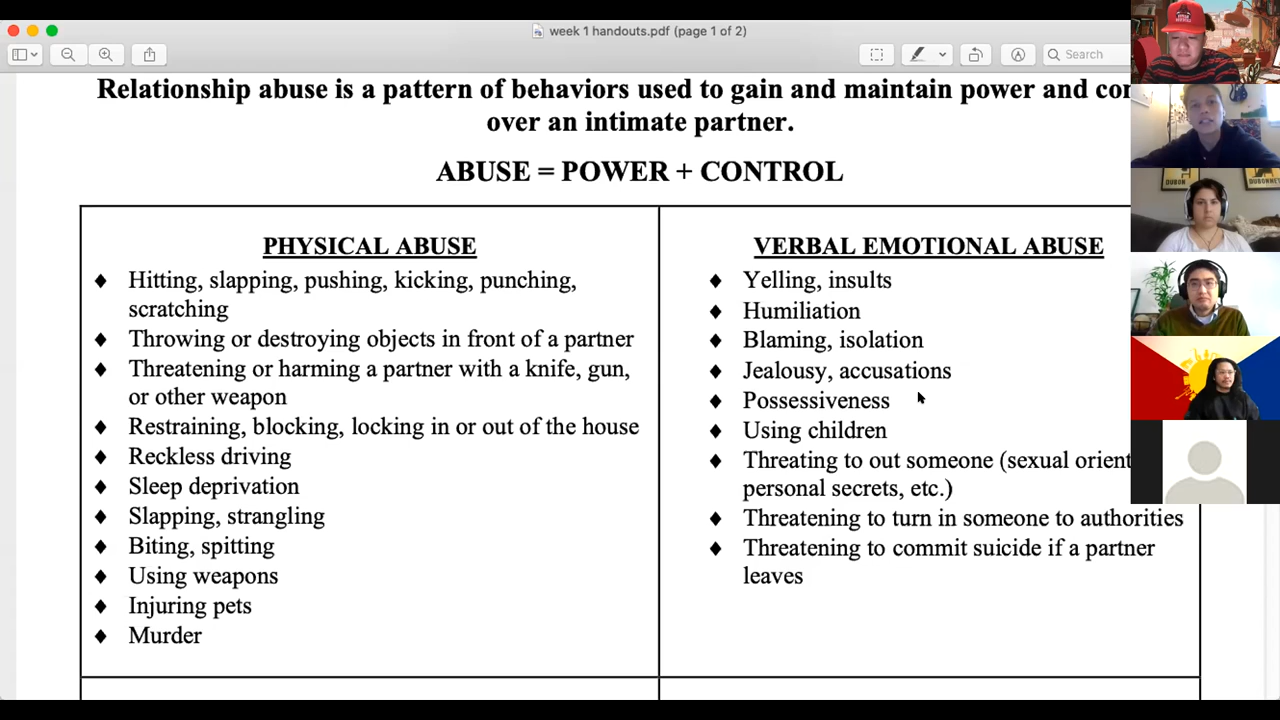 week 1 handouts.pdf (page 1 of 2)
Search
Relationship abuse is a pattern of behaviors used to gain and maintain power and con
over an intimate partner.
ABUSE = POWER + CONTROL
PHYSICAL ABUSE
♦ Hitting, slapping, pushing, kicking, punching,
scratching
♦ Throwing or destroying objects in front of a partner
♦ Threatening or harming a partner with a knife, gun,
or other weapon
♦ Restraining, blocking, locking in or out of the house
♦ Reckless driving
♦ Sleep deprivation
♦ Slapping, strangling
♦ Biting, spitting
♦ Using weapons
♦ Injuring pets
♦ Murder
VERBAL EMOTIONAL ABUSE
♦ Yelling, insults
♦ Humiliation
♦ Blaming, isolation
♦ Jealousy, accusations
♦ Possessiveness
♦ Using children
♦ Threating to out someone (sexual orient
personal secrets, etc.)
♦ Threatening to turn in someone to authorities
♦ Threatening to commit suicide if a partner
leaves
DUBON
DUBONNET